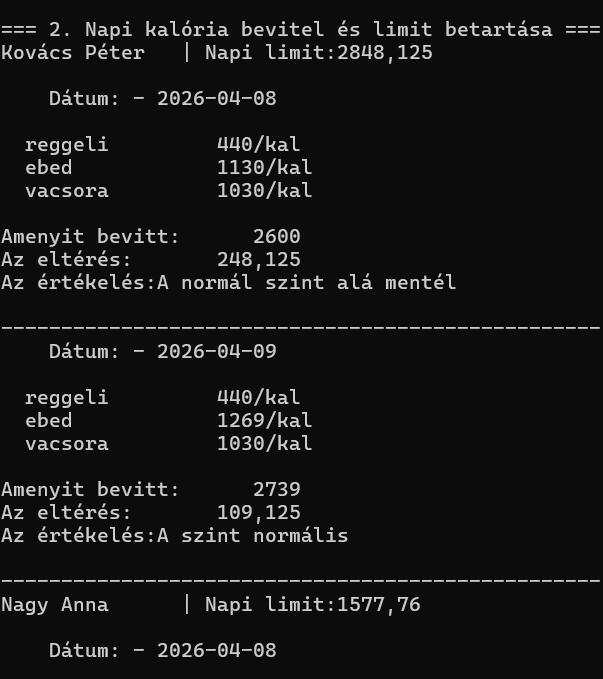 === 2. Napi kalória bevitel és limit betartása ===
Kovács Péter   | Napi limit:2848,125
Dátum: - 2026-04-08
reggeli         440/kal
ebed            1130/kal
vacsora         1030/kal
Amenyit bevitt:      2600
Az eltérés:       248,125
Az értékelés:A normál szint alá mentél
__________________________________________________
Dátum: - 2026-04-09
reggeli         440/kal
ebed            1269/kal
vacsora         1030/kal
Amenyit bevitt:      2739
Az eltérés:       109,125
Az értékelés:A szint normális
__________________________________________________
Nagy Anna      | Napi limit:1577,76
Dátum: - 2026-04-08